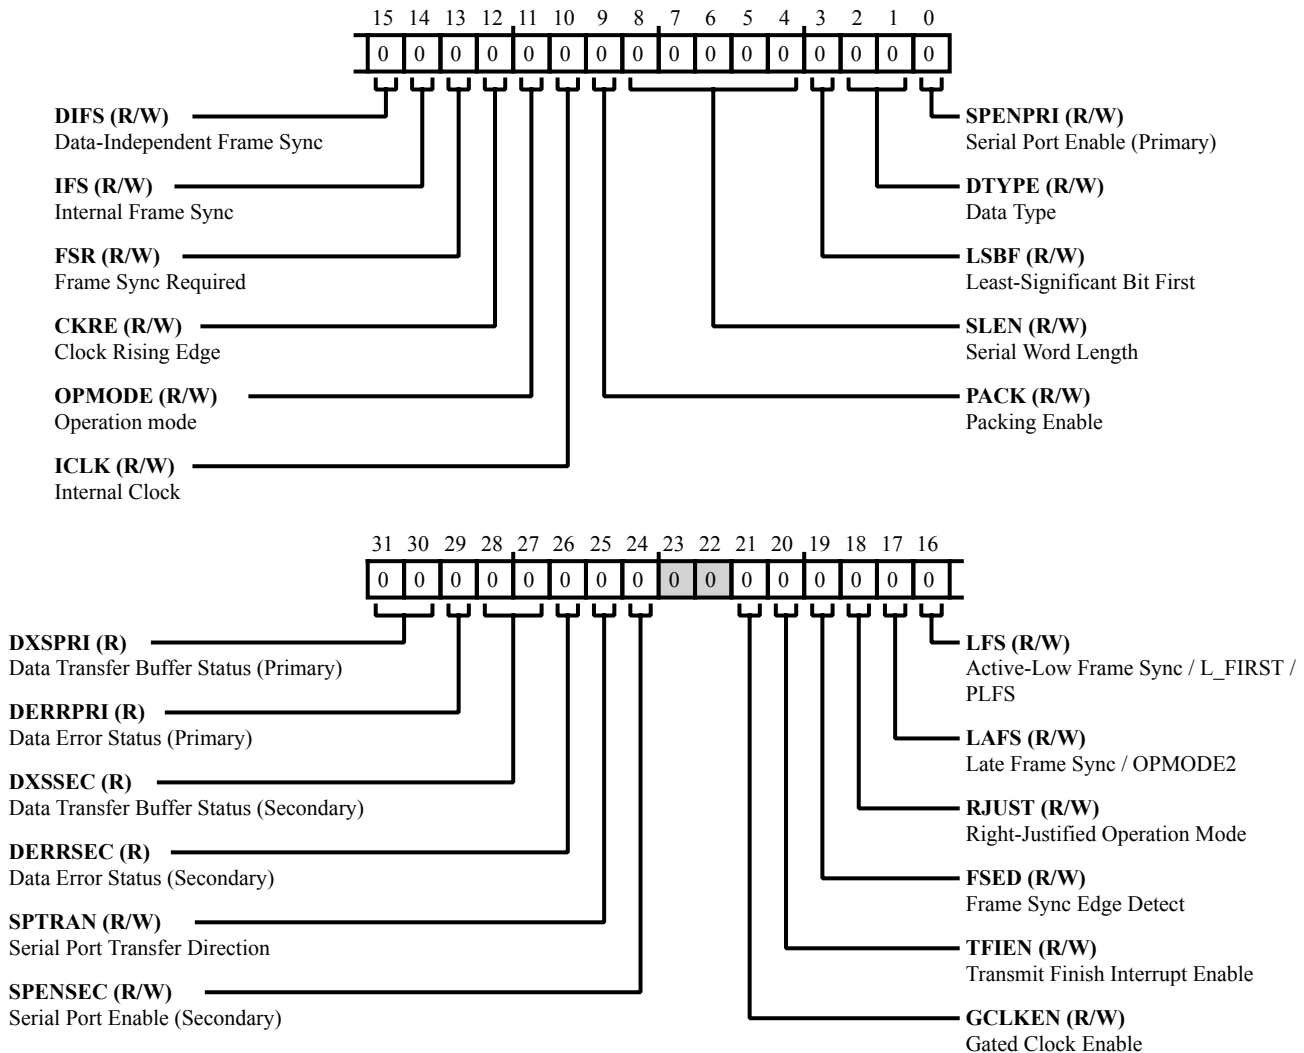 15 14 13 12 11 10 9 8 7 6 5 4 3 2 1 0
0 0 0 0 0 0 0 0 0 0 0 0 0 0 0 0
DIFS (R/W)
Data-Independent Frame Sync
IFS (R/W)
Internal Frame Sync
FSR (R/W)
Frame Sync Required
CKRE (R/W)
Clock Rising Edge
OPMODE (R/W)
Operation mode
ICLK (R/W)
Internal Clock
SPENPRI (R/W)
Serial Port Enable (Primary)
DTYPE (R/W)
Data Type
LSBF (R/W)
Least-Significant Bit First
SLEN (R/W)
Serial Word Length
PACK (R/W)
Packing Enable
31 30 29 28 27 26 25 24 23 22 21 20 19 18 17 16
0 0 0 0 0 0 0 0 0 0 0 0 0 0 0 0
DXSPRI (R)
Data Transfer Buffer Status (Primary)
DERRPRI (R)
Data Error Status (Primary)
DXSSEC (R)
Data Transfer Buffer Status (Secondary)
DERRSEC (R)
Data Error Status (Secondary)
SPTRAN (R/W)
Serial Port Transfer Direction
SPENSEC (R/W)
Serial Port Enable (Secondary)
LFS (R/W)
Active-Low Frame Sync / L_FIRST /
PLFS
LAFS (R/W)
Late Frame Sync / OPMODE2
RJUST (R/W)
Right-Justified Operation Mode
FSED (R/W)
Frame Sync Edge Detect
TFIEN (R/W)
Transmit Finish Interrupt Enable
GCLKEN (R/W)
Gated Clock Enable